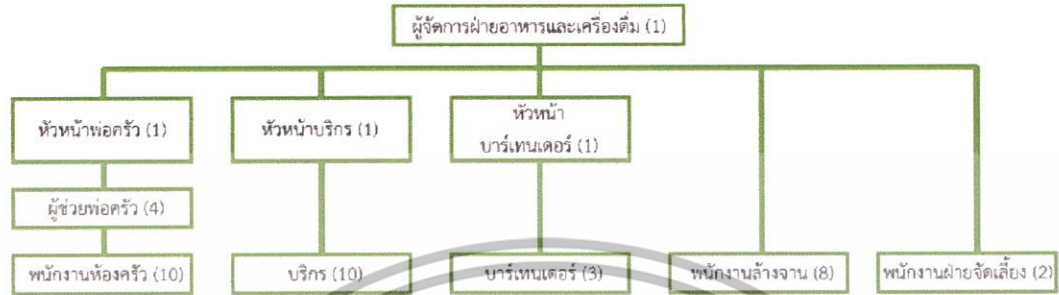 ผู้จัดการฝ่ายอาหารและเครื่องดื่ม (1)
หัวหน้าพ่อครัว (1)
หัวหน้าบริกร (1)
หัวหน้า
บาร์เทนเดอร์ (1)
ผู้ช่วยพ่อครัว (4)
พนักงานห้องครัว (10)
บริกร (10)
บาร์เทนเดอร์ (3)
พนักงานล้างจาน (8)
พนักงานฝ่ายจัดเลี้ยง (2)